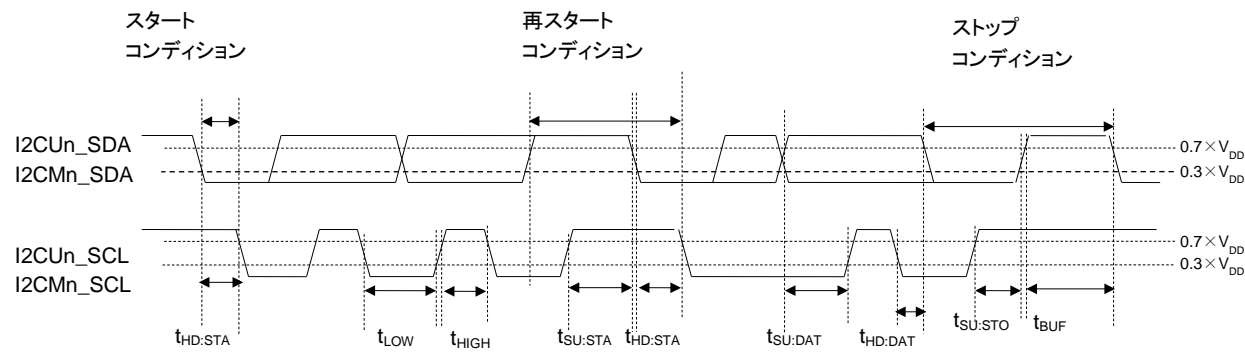 スタート
コンディション
再スタート
コンディション
ストップ
コンディション
I2CUn_SDA
I2CMn_SDA
0.7×VDD
0.3×VDD
I2CUn_SCL
I2CMn_SCL
0.7×VDD
0.3×VDD
tHD:STA
tLOW
tHIGH
tSU:STA
tHD:STA
tSU:DAT
tHD:DAT
tSU:STO
tBUF